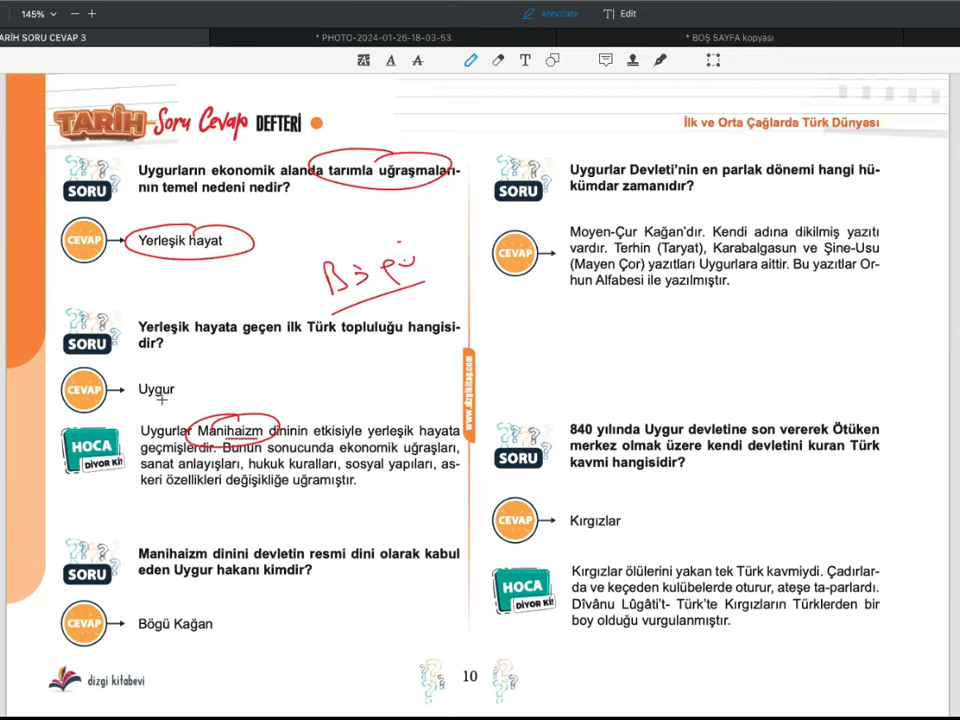 145%
Annotate
Edit
ARİH SORU CEVAP 3
* PHOTO-2024-01-26-18-03-53
* BOŞ SAYFA kopyası
TARİH Soru Cevap DEFTERİ
İlk ve Orta Çağlarda Türk Dünyası
SORU
Uygurların ekonomik alanda tarımla uğraşmaları-
nın temel nedeni nedir?
CEVAP
Yerleşik hayat
Bögü
SORU
Yerleşik hayata geçen ilk Türk topluluğu hangisi-
dir?
CEVAP
Uygur
HOCA
DİYOR Kİ!
Uygurlar Manihaizm dininin etkisiyle yerleşik hayata
geçmişlerdir. Bunun sonucunda ekonomik uğraşları,
sanat anlayışları, hukuk kuralları, sosyal yapıları, as-
keri özellikleri değişikliğe uğramıştır.
SORU
Manihaizm dinini devletin resmi dini olarak kabul
eden Uygur hakanı kimdir?
CEVAP
Bögü Kağan
www.dizgikitap.com
SORU
Uygurlar Devleti'nin en parlak dönemi hangi hü-
kümdar zamanıdır?
CEVAP
Moyen-Çur Kağan'dır. Kendi adına dikilmiş yazıtı
vardır. Terhin (Taryat), Karabalgasun ve Şine-Usu
(Mayen Çor) yazıtları Uygurlara aittir. Bu yazıtlar Or-
hun Alfabesi ile yazılmıştır.
SORU
840 yılında Uygur devletine son vererek Ötüken
merkez olmak üzere kendi devletini kuran Türk
kavmi hangisidir?
CEVAP
Kırgızlar
HOCA
DİYOR Kİ!
Kırgızlar ölülerini yakan tek Türk kavmiydi. Çadırlar-
da ve keçeden kulübelerde oturur, ateşe ta-parlardı.
Dîvânu Lûgâti't- Türk'te Kırgızların Türklerden bir
boy olduğu vurgulanmıştır.
dizgi kitabevi
10